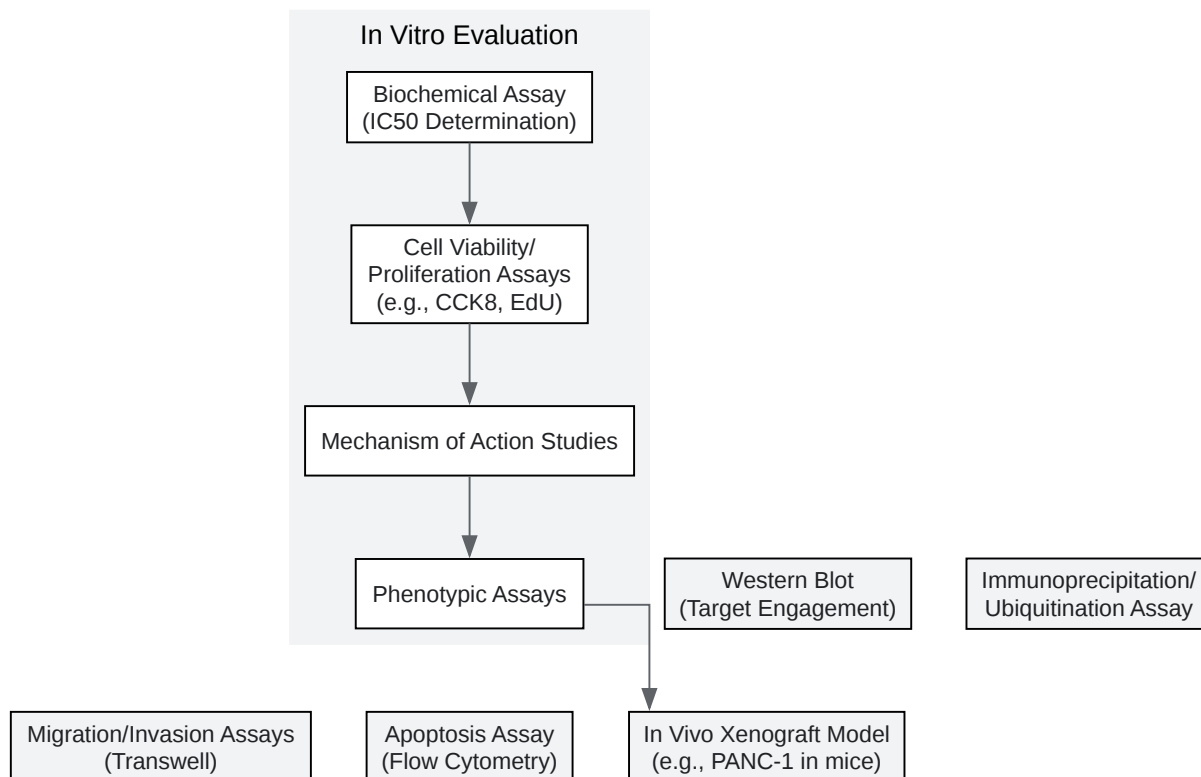 In Vitro Evaluation
Biochemical Assay
(IC50 Determination)
Cell Viability/
Proliferation Assays
(e.g., CCK8, EdU)
Mechanism of Action Studies
Phenotypic Assays
Western Blot
(Target Engagement)
Immunoprecipitation/
Ubiquitination Assay
Migration/Invasion Assays
(Transwell)
Apoptosis Assay
(Flow Cytometry)
In Vivo Xenograft Model
(e.g., PANC-1 in mice)